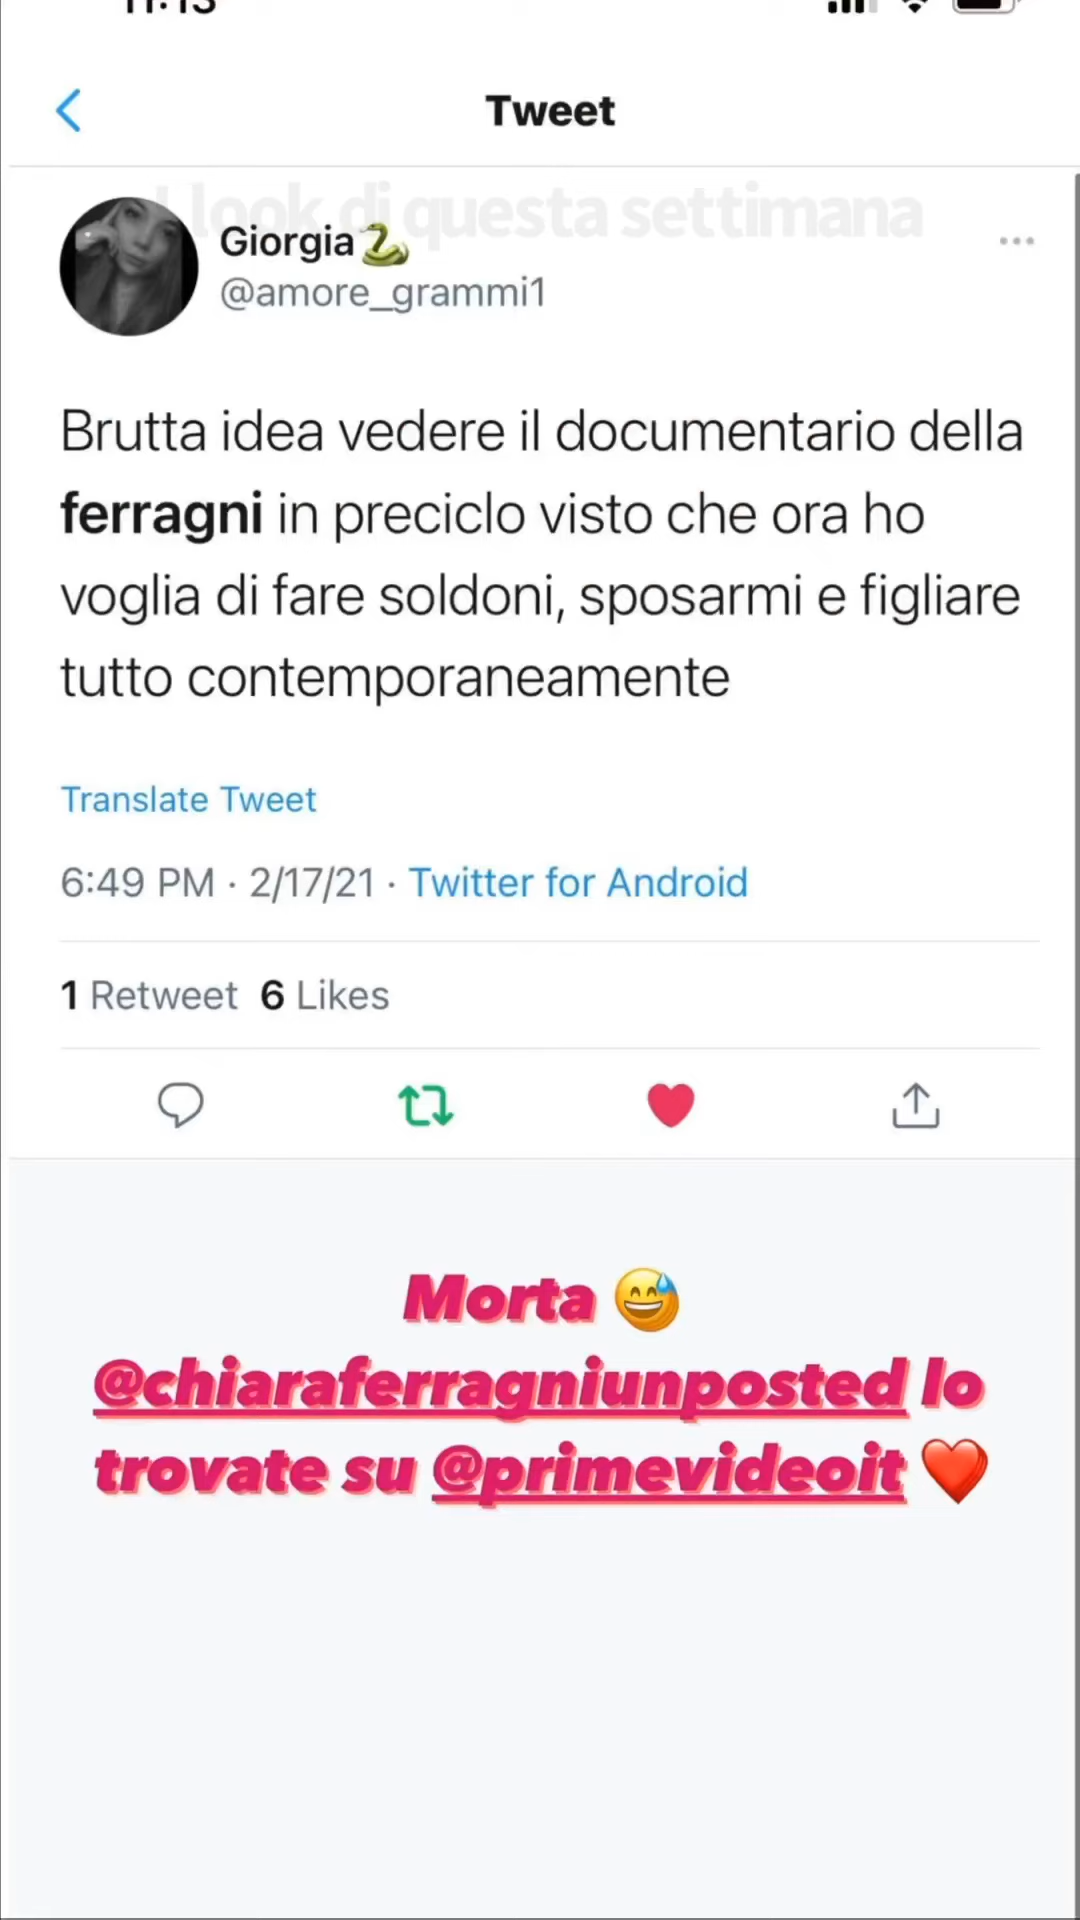 11:13
Tweet
I look di questa settimana
Giorgia🐍
@amore_grammi1
Brutta idea vedere il documentario della
ferragni in preciclo visto che ora ho
voglia di fare soldoni, sposarmi e figliare
tutto contemporaneamente
Translate Tweet
6:49 PM · 2/17/21 · Twitter for Android
1 Retweet 6 Likes
Morta 😅
@chiaraferragniunposted lo
trovate su @primevideoit ❤️